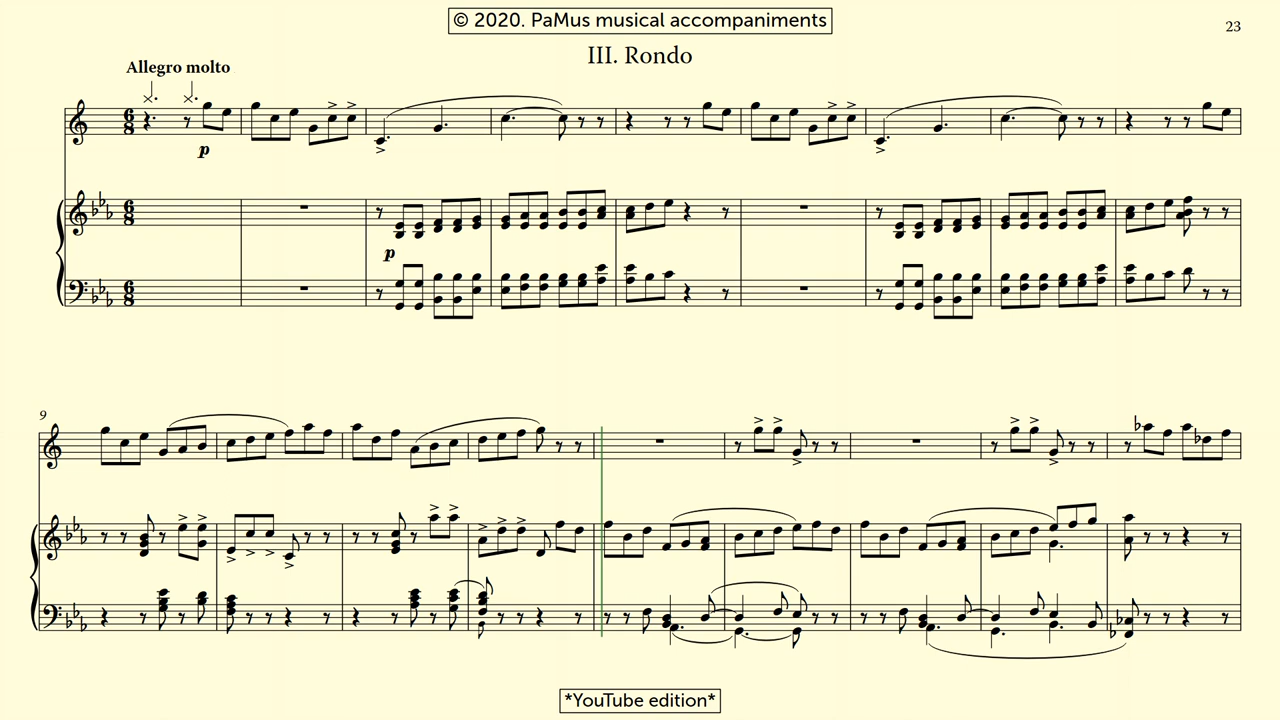 © 2020. PaMus musical accompaniments
23
III. Rondo
Allegro molto
p
p
9
*YouTube edition*